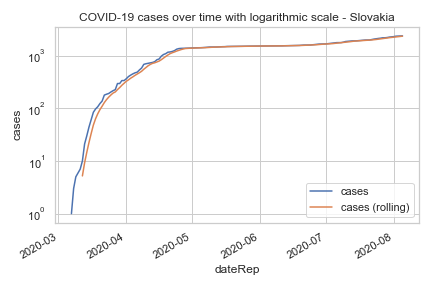 COVID-19 cases over time with logarithmic scale - Slovakia
cases
10³
10²
10¹
10⁰
2020-03
2020-04
2020-05
2020-06
2020-07
2020-08
dateRep
cases
cases (rolling)